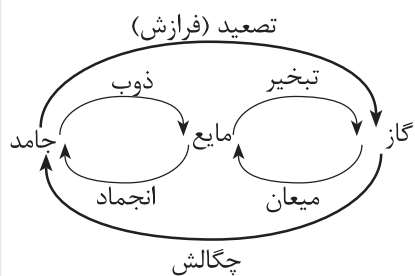 تصعید (فرازش)
تبخیر
ذوب
گاز
مایع
جامد
میعان
انجماد
چگالش